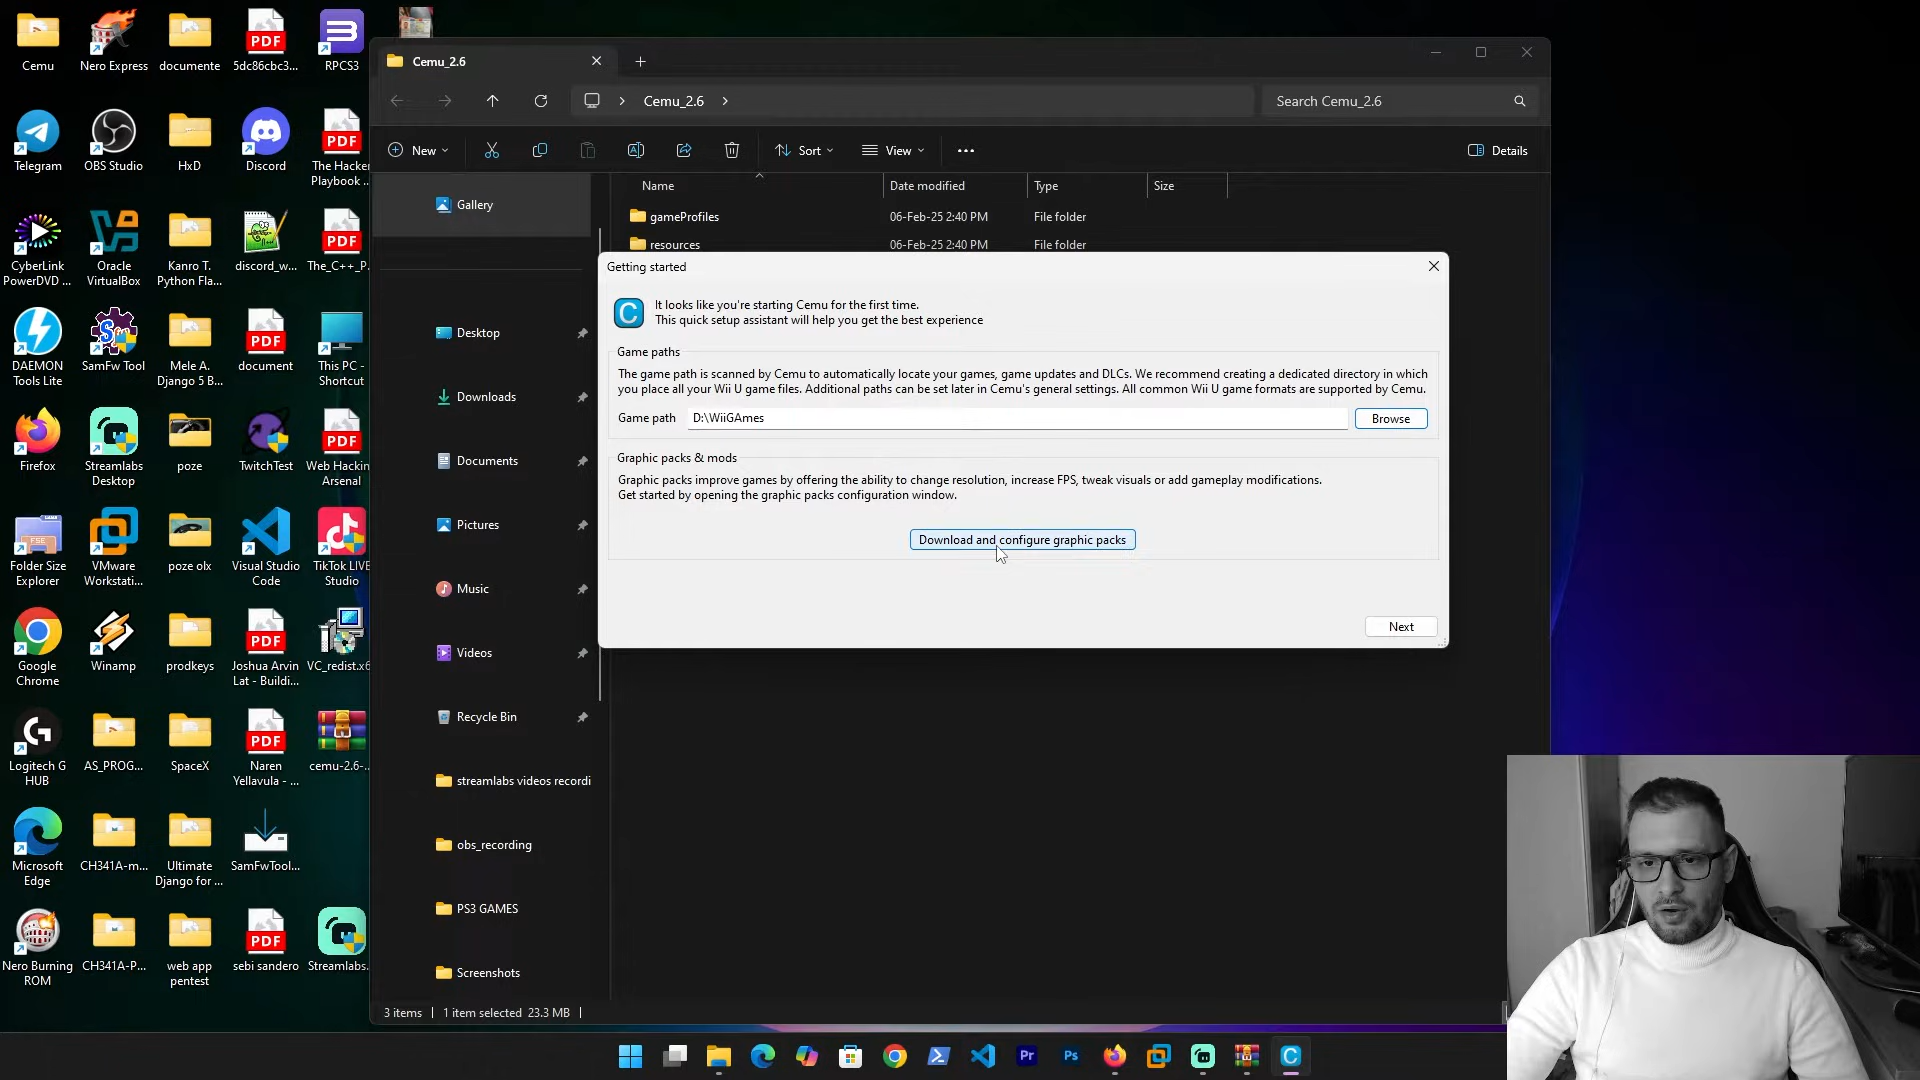 Cemu
Nero Express
documente
5dc86cbc3...
RPCS3
Telegram
OBS Studio
HxD
Discord
The Hacker
Playbook ...
CyberLink
PowerDVD ...
Oracle
VirtualBox
Kanro T.
Python Fla...
discord_w...
The_C++_P.
DAEMON
Tools Lite
SamFw Tool
Mele A.
Django 5 B...
document
This PC -
Shortcut
Firefox
Streamlabs
Desktop
poze
TwitchTest
Web Hackin
Arsenal
Folder Size
Explorer
VMware
Workstati...
poze olx
Visual Studio
Code
TikTok LIVE
Studio
Google
Chrome
Winamp
prodkeys
Joshua Arvin
Lat - Buildi...
VC_redist.x6
Logitech G
HUB
AS_PROG...
SpaceX
Naren
Yellavula - ...
cemu-2.6-..
Microsoft
Edge
CH341A-m...
Ultimate
Django for ...
SamFwTool...
Nero Burning
ROM
CH341A-P...
web app
pentest
sebi sandero
Streamlabs.
Cemu_2.6
Cemu_2.6
Search Cemu_2.6
New
Sort
View
Details
Name
Date modified
Type
Size
gameProfiles
06-Feb-25 2:40 PM
File folder
resources
06-Feb-25 2:40 PM
File folder
Gallery
Desktop
Downloads
Documents
Pictures
Music
Videos
Recycle Bin
streamlabs videos recordi
obs_recording
PS3 GAMES
Screenshots
3 items
1 item selected 23.3 MB
Getting started
It looks like you're starting Cemu for the first time.
This quick setup assistant will help you get the best experience
Game paths
The game path is scanned by Cemu to automatically locate your games, game updates and DLCs. We recommend creating a dedicated directory in which
you place all your Wii U game files. Additional paths can be set later in Cemu's general settings. All common Wii U game formats are supported by Cemu.
Game path
D:\WiiGAmes
Browse
Graphic packs & mods
Graphic packs improve games by offering the ability to change resolution, increase FPS, tweak visuals or add gameplay modifications.
Get started by opening the graphic packs configuration window.
Download and configure graphic packs
Next